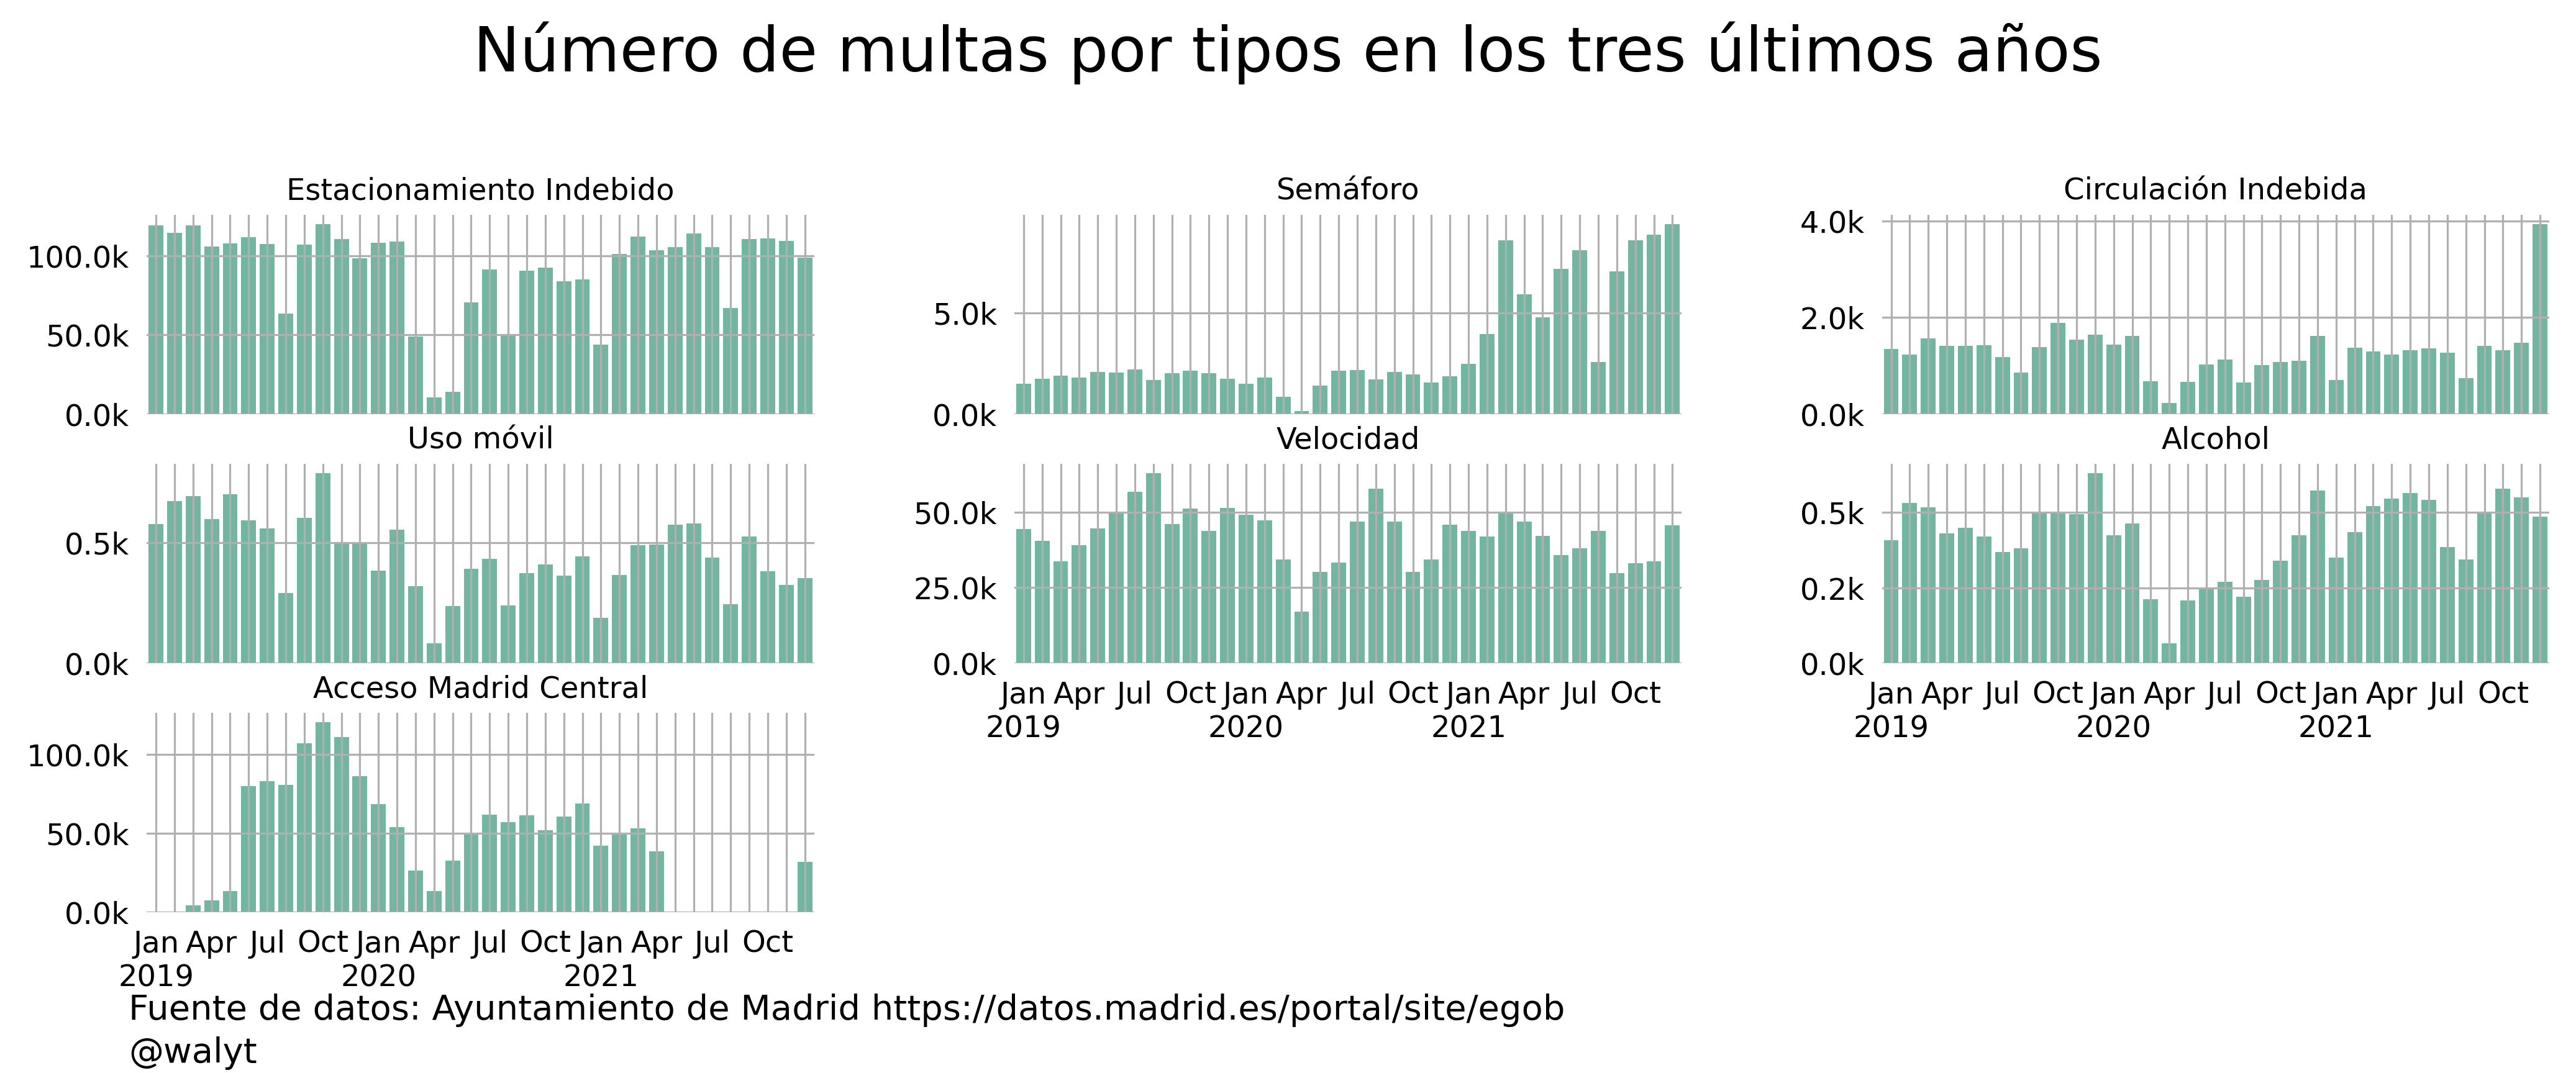 Número de multas por tipos en los tres últimos años
Estacionamiento Indebido
100.0k
50.0k
0.0k
Semáforo
5.0k
0.0k
Circulación Indebida
4.0k
2.0k
0.0k
Uso móvil
0.5k
0.0k
Velocidad
50.0k
25.0k
0.0k
Jan Apr Jul Oct Jan Apr Jul Oct Jan Apr Jul Oct
2019 2020 2021
Alcohol
0.5k
0.2k
0.0k
Jan Apr Jul Oct Jan Apr Jul Oct Jan Apr Jul Oct
2019 2020 2021
Acceso Madrid Central
100.0k
50.0k
0.0k
Jan Apr Jul Oct Jan Apr Jul Oct Jan Apr Jul Oct
2019 2020 2021
Fuente de datos: Ayuntamiento de Madrid https://datos.madrid.es/portal/site/egob
@walyt